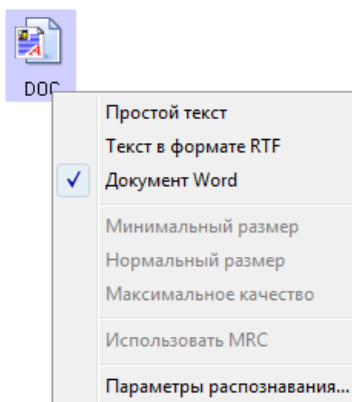 DOC
Простой текст
Текст в формате RTF
Документ Word
Минимальный размер
Нормальный размер
Максимальное качество
Использовать MRC
Параметры распознавания...